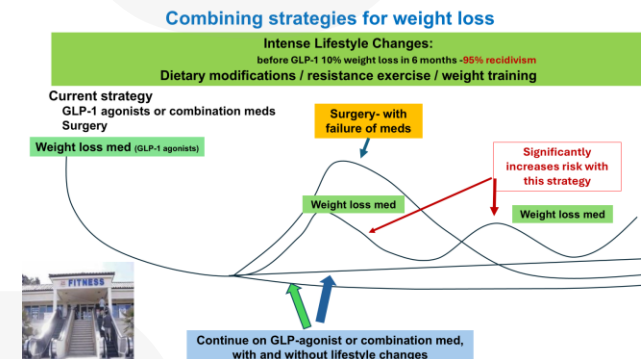 Combining strategies for weight loss
Intense Lifestyle Changes:
before GLP-1 10% weight loss in 6 months -95% recidivism
Dietary modifications / resistance exercise / weight training
Current strategy
GLP-1 agonists or combination meds
Surgery
Weight loss med (GLP-1 agonists)
Surgery- with
failure of meds
Significantly
increases risk with
this strategy
Weight loss med
Weight loss med
FITNESS
Continue on GLP-agonist or combination med,
with and without lifestyle changes